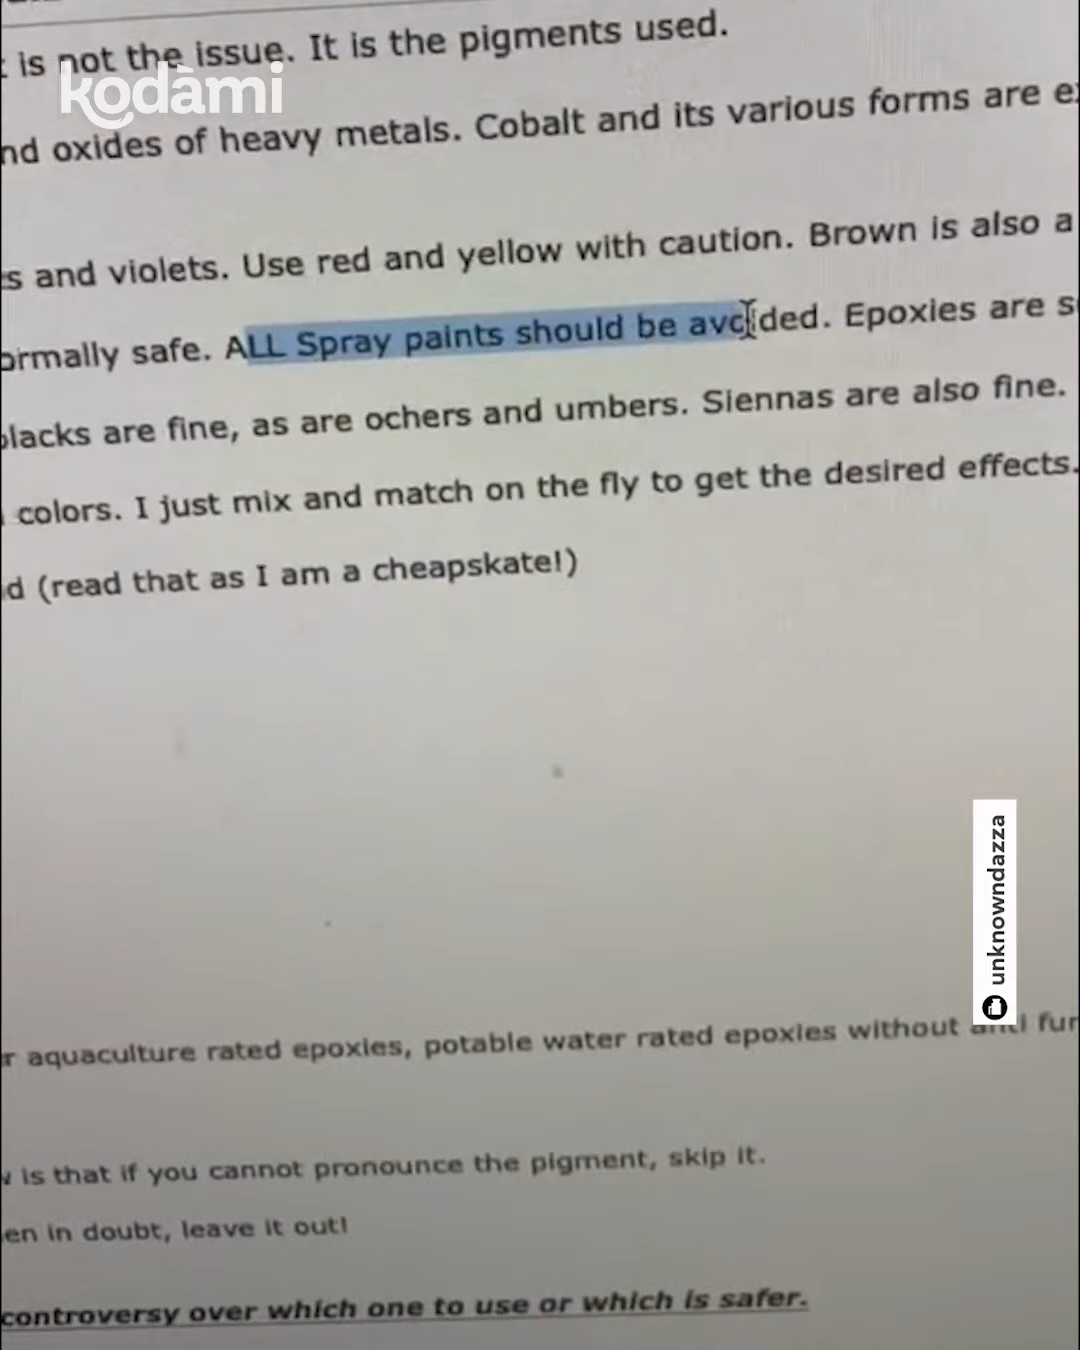 is not the issue. It is the pigments used.
kodàmi
nd oxides of heavy metals. Cobalt and its various forms are ex
s and violets. Use red and yellow with caution. Brown is also a
ormally safe. ALL Spray paints should be avoided. Epoxies are s
blacks are fine, as are ochers and umbers. Siennas are also fine.
colors. I just mix and match on the fly to get the desired effects.
d (read that as I am a cheapskate!)
unknowndazza
r aquaculture rated epoxies, potable water rated epoxies without anti fun
w is that if you cannot pronounce the pigment, skip it.
en in doubt, leave it out!
controversy over which one to use or which is safer.